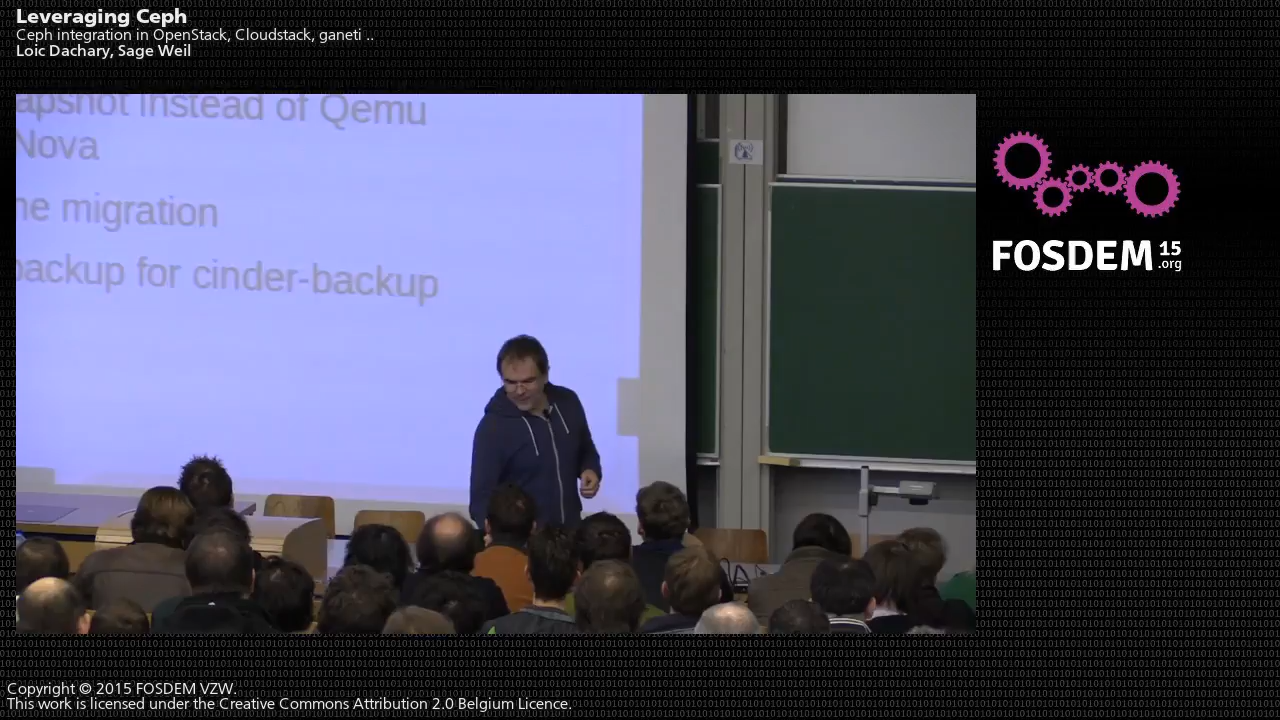 Leveraging Ceph
Ceph integration in OpenStack, Cloudstack, ganeti ..
Loic Dachary, Sage Weil
apshot instead of Qemu
Nova
ne migration
backup for cinder-backup
FOSDEM 15
.org
Copyright © 2015 FOSDEM VZW.
This work is licensed under the Creative Commons Attribution 2.0 Belgium Licence.